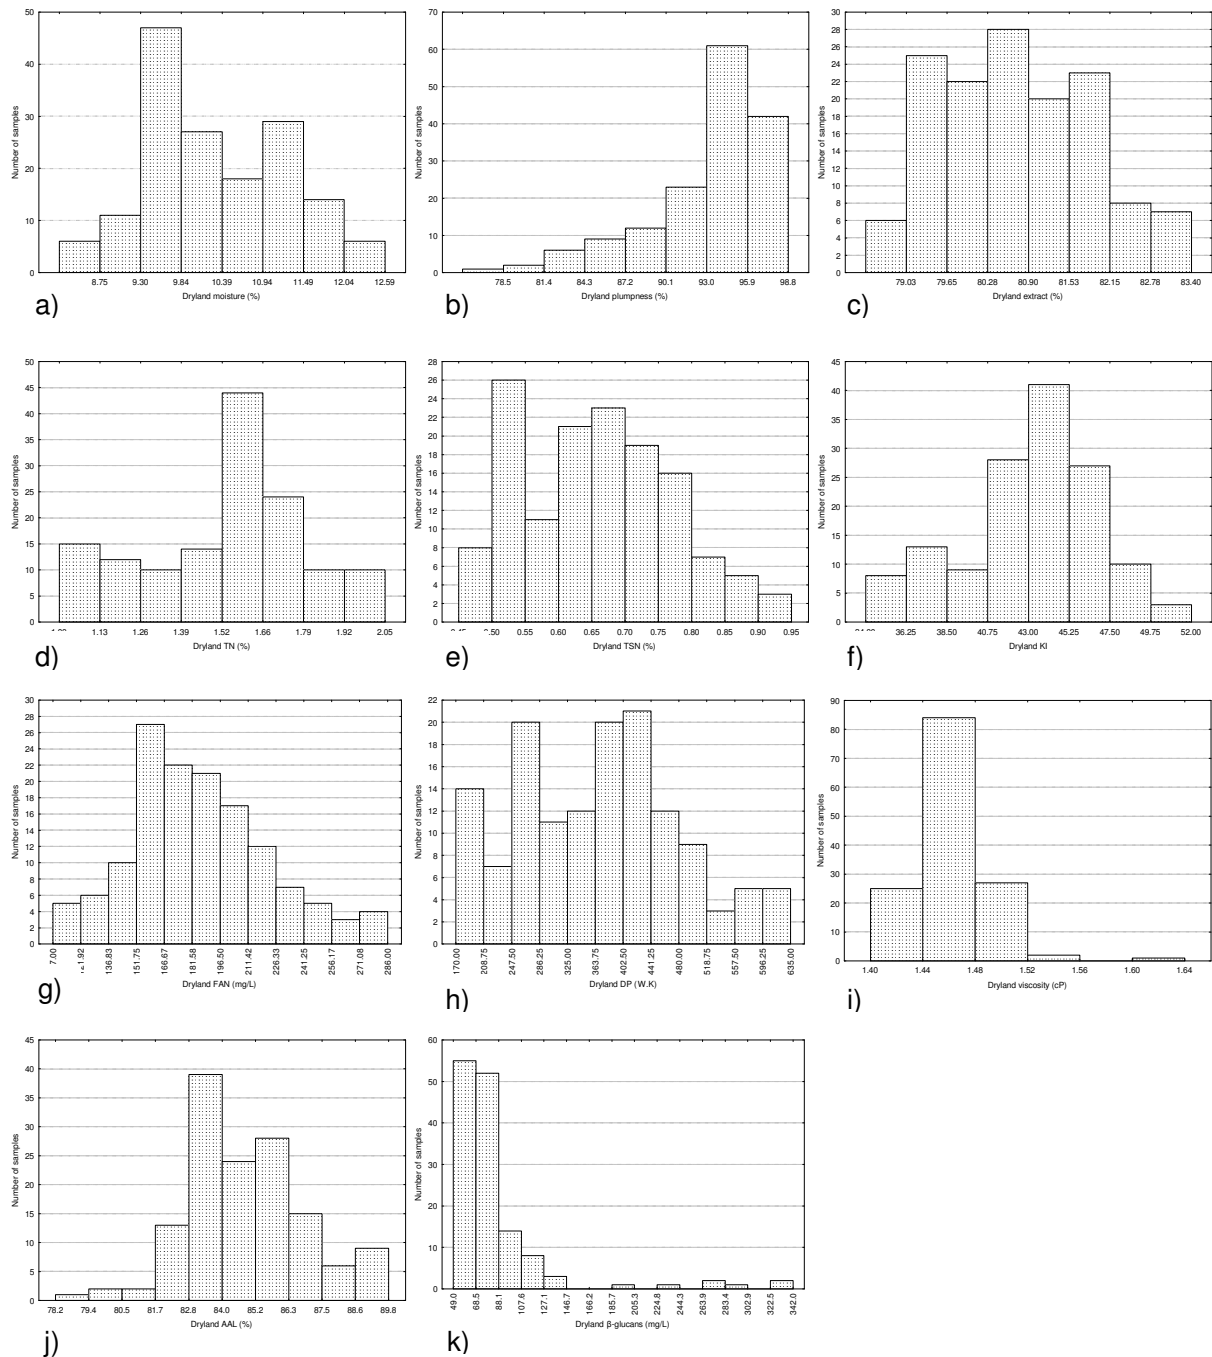 50
40
30
20
10
0
Number of samples
8.75 9.30 9.84 10.39 10.94 11.49 12.04 12.59
Dryland moisture (%)
a)
70
60
50
40
30
20
10
0
Number of samples
78.5 81.4 84.3 87.2 90.1 93.0 95.9 98.8
Dryland plumpness (%)
b)
30
28
26
24
22
20
18
16
14
12
10
8
6
4
2
0
Number of samples
79.03 79.65 80.28 80.90 81.53 82.15 82.78 83.40
Dryland extract (%)
c)
50
45
40
35
30
25
20
15
10
5
0
Number of samples
1.13 1.26 1.39 1.52 1.66 1.79 1.92 2.05
Dryland TN (%)
d)
28
26
24
22
20
18
16
14
12
10
8
6
4
2
0
Number of samples
0.45 0.50 0.55 0.60 0.65 0.70 0.75 0.80 0.85 0.90 0.95
Dryland TSN (%)
e)
45
40
35
30
25
20
15
10
5
0
Number of samples
36.25 38.50 40.75 43.00 45.25 47.50 49.75 52.00
Dryland KI
f)
30
28
26
24
22
20
18
16
14
12
10
8
6
4
2
0
Number of samples
7.00 136.83 151.75 166.67 181.58 196.50 211.42 226.33 241.25 256.17 271.08 286.00
Dryland FAN (mg/L)
g)
22
20
18
16
14
12
10
8
6
4
2
0
Number of samples
170.00 208.75 247.50 286.25 325.00 363.75 402.50 441.25 480.00 518.75 557.50 596.25 635.00
Dryland DP (W.K)
h)
90
80
70
60
50
40
30
20
10
0
Number of samples
1.40 1.44 1.48 1.52 1.56 1.60 1.64
Dryland viscosity (cP)
i)
45
40
35
30
25
20
15
10
5
0
Number of samples
78.2 79.4 80.5 81.7 82.8 84.0 85.2 86.3 87.5 88.6 89.8
Dryland AAL (%)
j)
60
50
40
30
20
10
0
Number of samples
49.0 68.5 88.1 107.6 127.1 146.7 166.2 185.7 205.3 224.8 244.3 263.9 283.4 302.9 322.5 342.0
Dryland β-glucans (mg/L)
k)